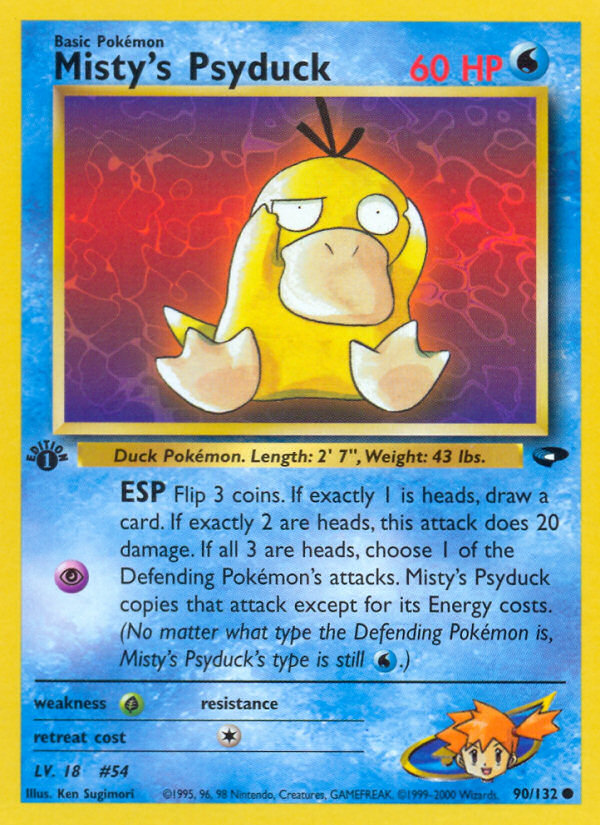 Basic Pokémon
Misty's Psyduck
60 HP
EDITION
1
Duck Pokémon. Length: 2' 7", Weight: 43 lbs.
ESP Flip 3 coins. If exactly 1 is heads, draw a
card. If exactly 2 are heads, this attack does 20
damage. If all 3 are heads, choose 1 of the
Defending Pokémon's attacks. Misty's Psyduck
copies that attack except for its Energy costs.
(No matter what type the Defending Pokémon is,
Misty's Psyduck's type is still .)
weakness
resistance
retreat cost
LV. 18 #54
Illus. Ken Sugimori
©1995, 96, 98 Nintendo, Creatures, GAMEFREAK. ©1999-2000 Wizards.
90/132